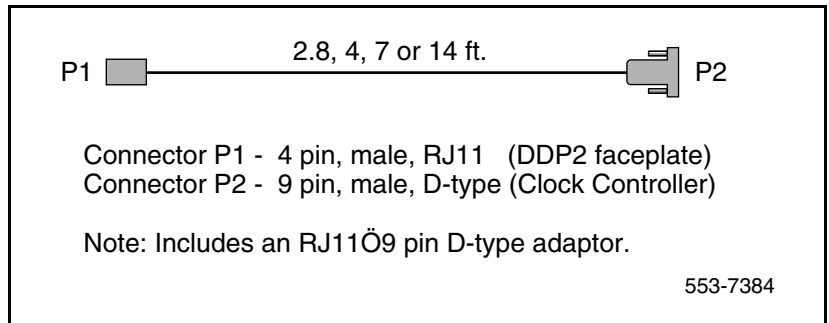 2.8, 4, 7 or 14 ft.
P1 P2
Connector P1 - 4 pin, male, RJ11 (DDP2 faceplate)
Connector P2 - 9 pin, male, D-type (Clock Controller)
Note: Includes an RJ11Ö9 pin D-type adaptor.
553-7384